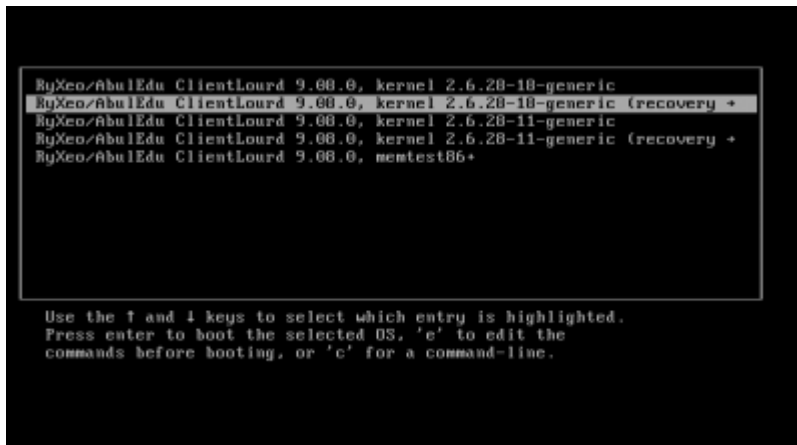 RyXeo/AbulEdu ClientLourd 9.08.0, kernel 2.6.28-18-generic
RyXeo/AbulEdu ClientLourd 9.08.0, kernel 2.6.28-18-generic (recovery →
RyXeo/AbulEdu ClientLourd 9.08.0, kernel 2.6.28-11-generic
RyXeo/AbulEdu ClientLourd 9.08.0, kernel 2.6.28-11-generic (recovery →
RyXeo/AbulEdu ClientLourd 9.08.0, memtest86+
Use the ↑ and ↓ keys to select which entry is highlighted.
Press enter to boot the selected OS, 'e' to edit the
commands before booting, or 'c' for a command-line.